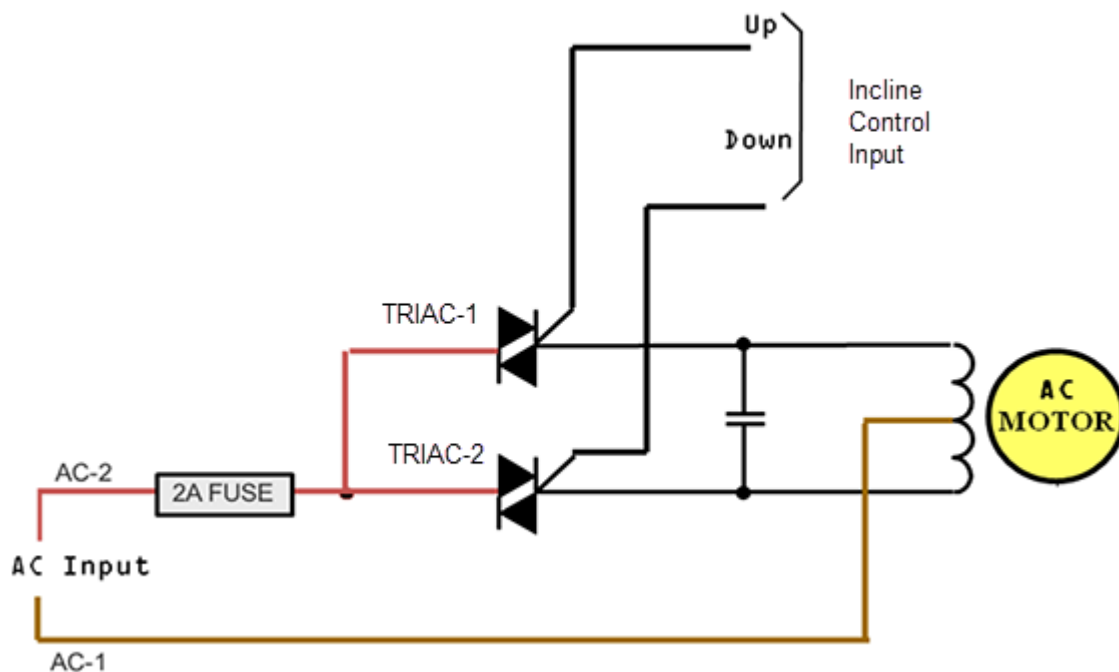 Up
Down
Incline
Control
Input
TRIAC-1
TRIAC-2
AC-2
2A FUSE
AC Input
AC-1
AC
MOTOR